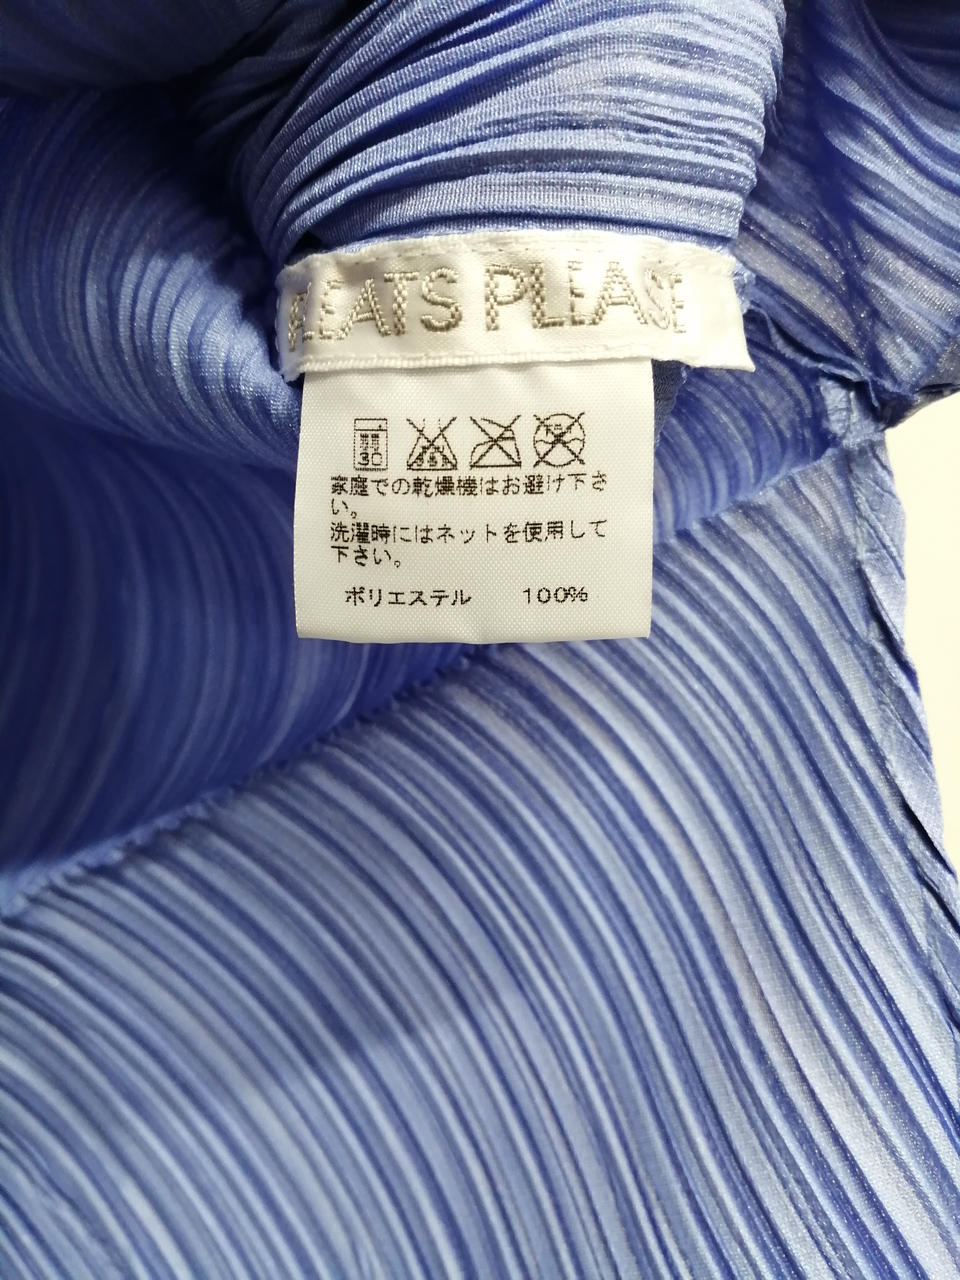 PLEATS PLEASE
弱
30
家庭での乾燥機はお避け下さ
い。
洗濯時にはネットを使用して
下さい。
ポリエステル 100%